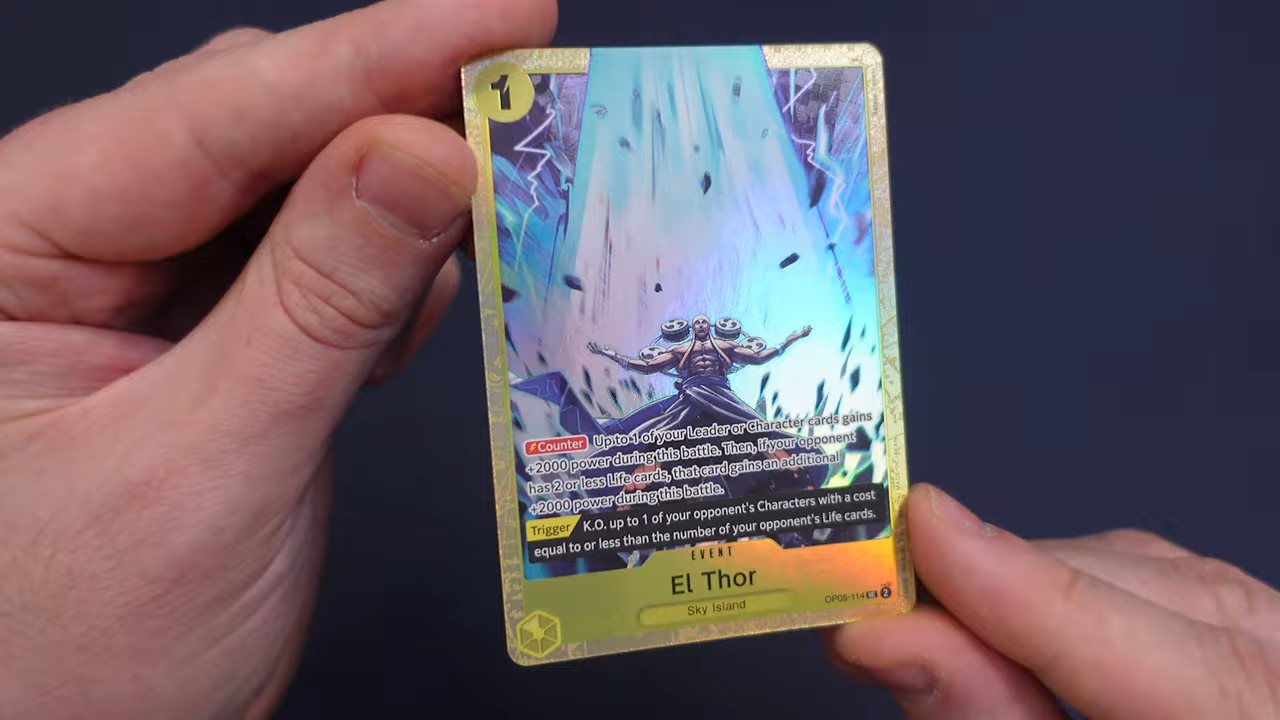 1
Counter Up to 1 of your Leader or Character cards gains
+2000 power during this battle. Then, if your opponent
has 2 or less Life cards, that card gains an additional
+2000 power during this battle.
Trigger K.O. up to 1 of your opponent's Characters with a cost
equal to or less than the number of your opponent's Life cards.
EVENT
El Thor
Sky Island
OP05-114 2